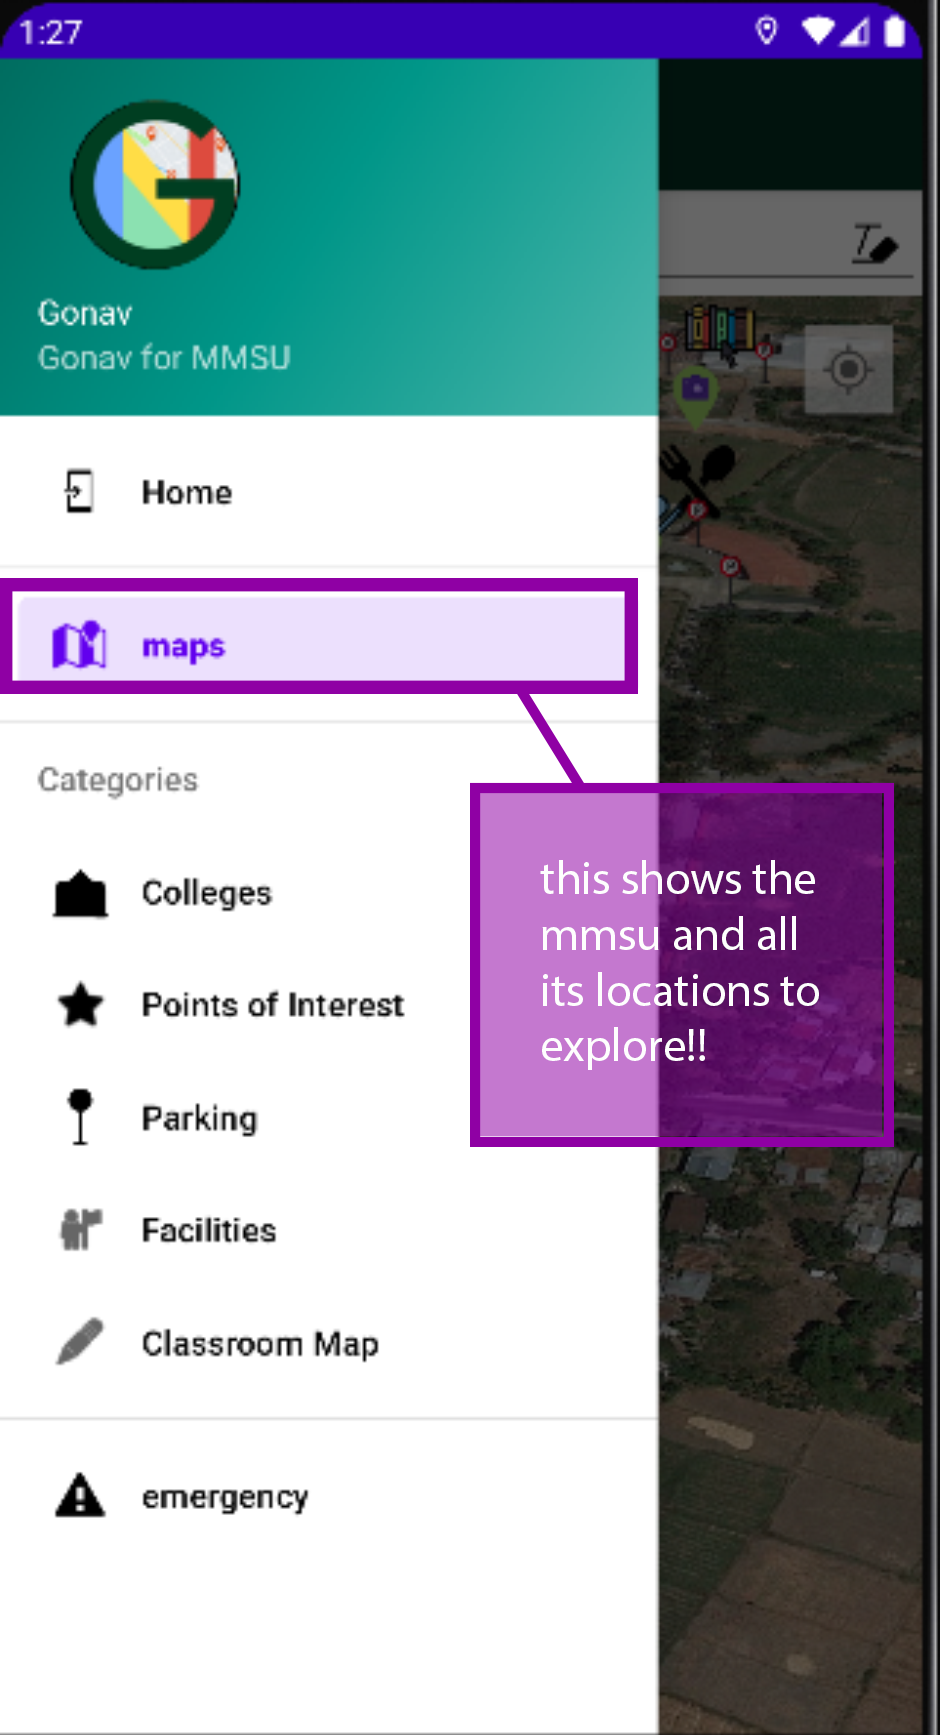 1:27
Gonav
Gonav for MMSU
Home
maps
Categories
Colleges
this shows the
mmsu and all
its locations to
explore!!
Points of Interest
Parking
Facilities
Classroom Map
emergency